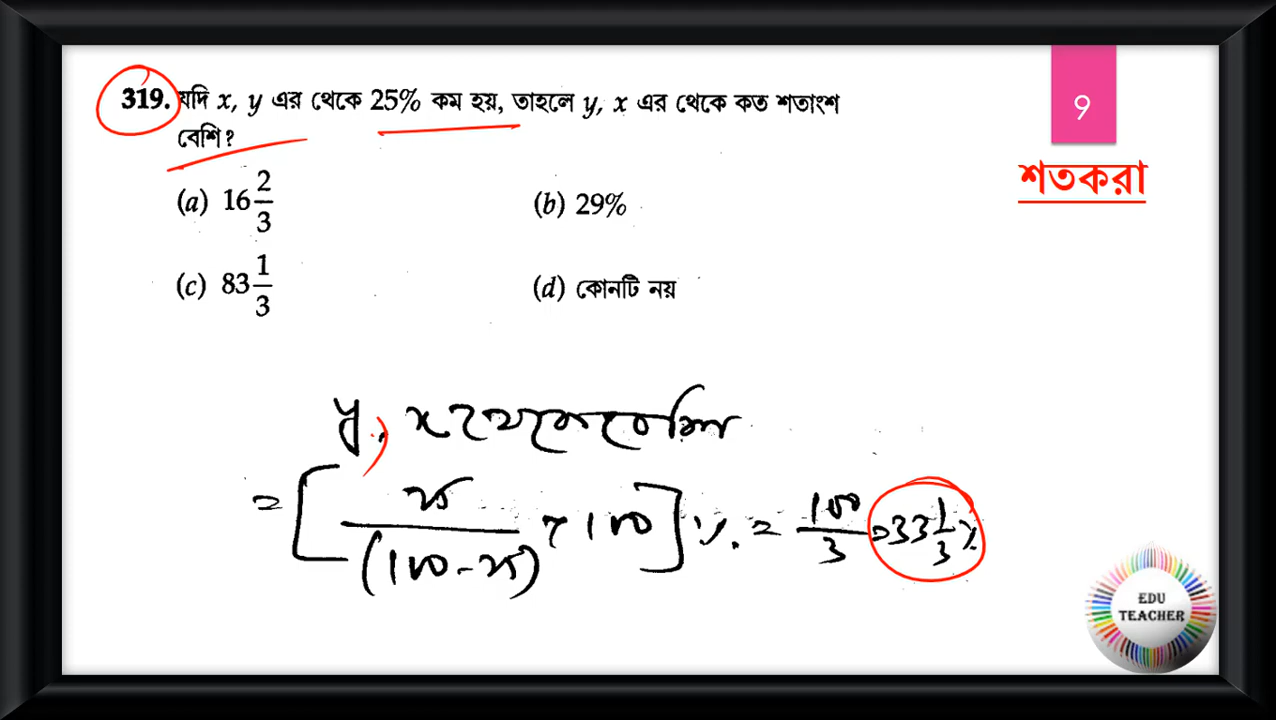 319. যদি x, y এর থেকে 25% কম হয়, তাহলে y, x এর থেকে কত শতাংশ
বেশি?
(a) 16 2/3
(b) 29%
(c) 83 1/3
(d) কোনটি নয়
9
শতকরা
y, x থেকে বেশি
= [25/(100-25) × 100] %. = 100/3 = 33 1/3 %
EDU
TEACHER